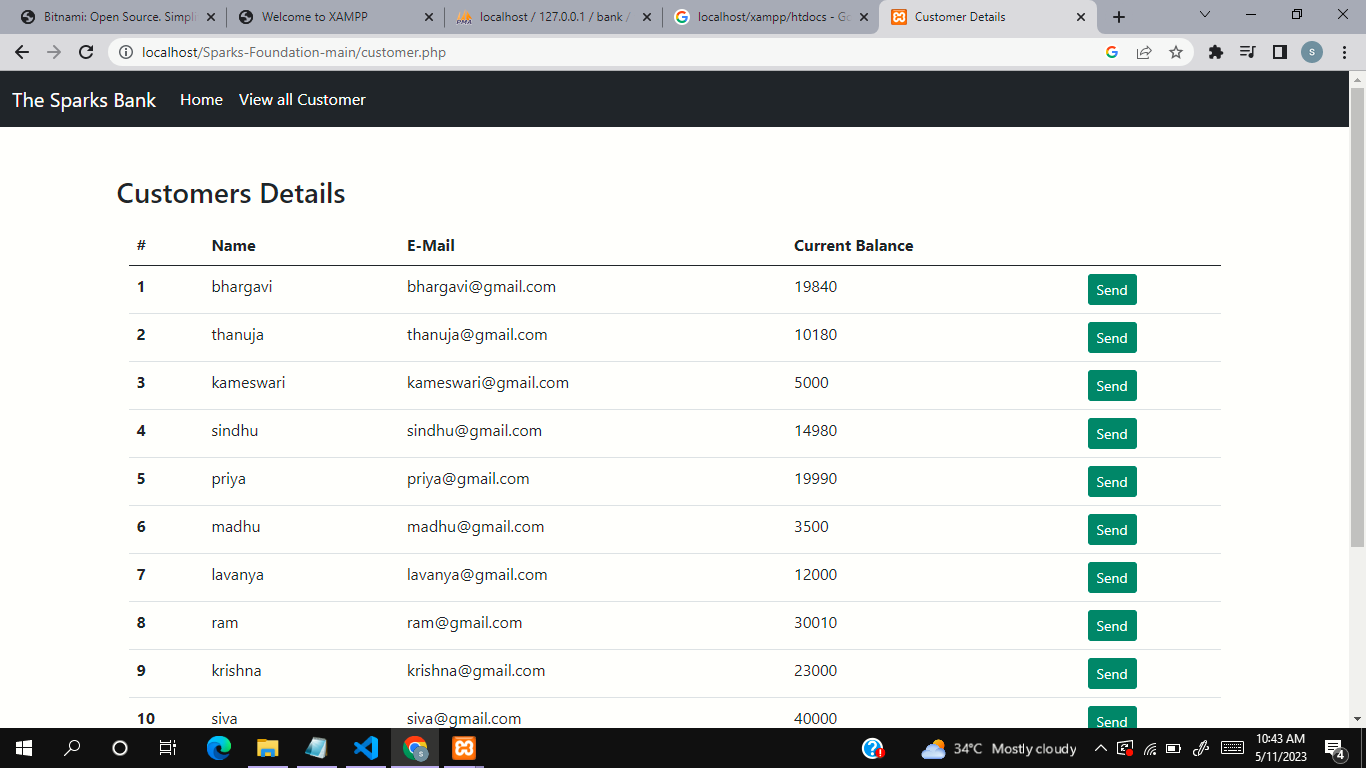 Bitnami: Open Source. Simpli
Welcome to XAMPP
localhost / 127.0.0.1 / bank /
localhost/xampp/htdocs - Go
Customer Details
localhost/Sparks-Foundation-main/customer.php
s
The Sparks Bank Home View all Customer
Customers Details
# Name E-Mail Current Balance
1 bhargavi bhargavi@gmail.com 19840 Send
2 thanuja thanuja@gmail.com 10180 Send
3 kameswari kameswari@gmail.com 5000 Send
4 sindhu sindhu@gmail.com 14980 Send
5 priya priya@gmail.com 19990 Send
6 madhu madhu@gmail.com 3500 Send
7 lavanya lavanya@gmail.com 12000 Send
8 ram ram@gmail.com 30010 Send
9 krishna krishna@gmail.com 23000 Send
10 siva siva@gmail.com 40000 Send
34°C Mostly cloudy
10:43 AM
5/11/2023
4